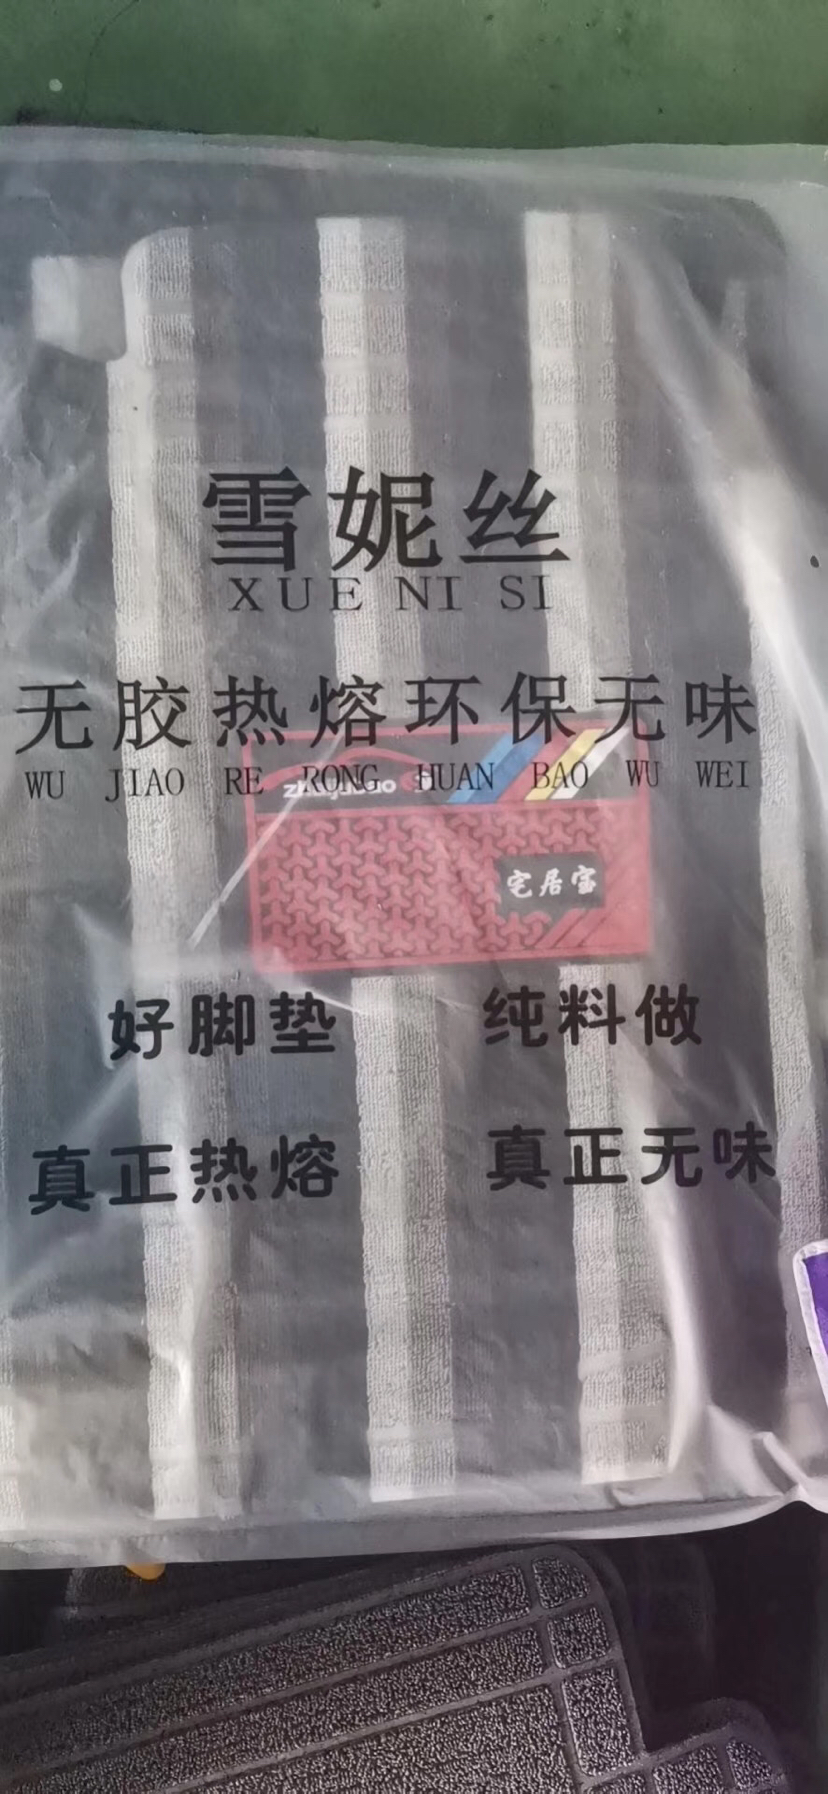 雪妮丝
XUE NI SI
无胶热熔环保无味
WU JIAO RE RONG HUAN BAO WU WEI
宅居宝
好脚垫 纯料做
真正热熔 真正无味